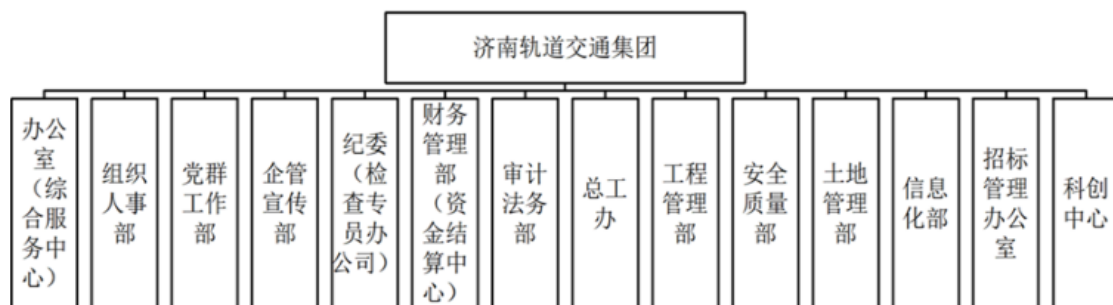 济南轨道交通集团
办公
室
（综
合服
务中
心）
组织
人事
部
党群
工作
部
企管
宣传
部
纪委
（检
查专
员办
公司）
财务
管理
部
（资
金结
算中
心）
审计
法务
部
总工
办
工程
管理
部
安全
质量
部
土地
管理
部
信息
化部
招标
管理
办公
室
科创
中心